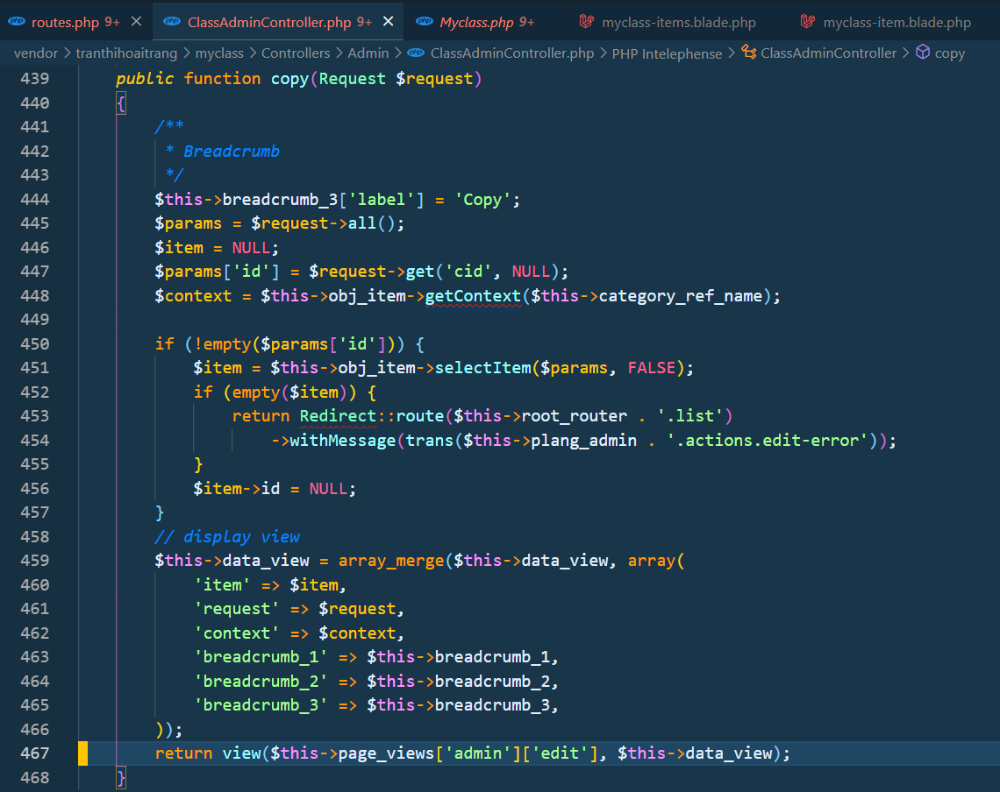 routes.php 9+ ClassAdminController.php 9+ Myclass.php 9+ myclass-items.blade.php myclass-item.blade.php
vendor > tranthihoaitrang > myclass > Controllers > Admin > php ClassAdminController.php > PHP Intelephense > ClassAdminController > copy
439 public function copy(Request $request)
440 {
441 /**
442 * Breadcrumb
443 */
444 $this->breadcrumb_3['label'] = 'Copy';
445 $params = $request->all();
446 $item = NULL;
447 $params['id'] = $request->get('cid', NULL);
448 $context = $this->obj_item->getContext($this->category_ref_name);
449
450 if (!empty($params['id'])) {
451 $item = $this->obj_item->selectItem($params, FALSE);
452 if (empty($item)) {
453 return Redirect::route($this->root_router . '.list')
454 ->withMessage(trans($this->plang_admin . '.actions.edit-error'));
455 }
456 $item->id = NULL;
457 }
458 // display view
459 $this->data_view = array_merge($this->data_view, array(
460 'item' => $item,
461 'request' => $request,
462 'context' => $context,
463 'breadcrumb_1' => $this->breadcrumb_1,
464 'breadcrumb_2' => $this->breadcrumb_2,
465 'breadcrumb_3' => $this->breadcrumb_3,
466 ));
467 return view($this->page_views['admin']['edit'], $this->data_view);
468 }